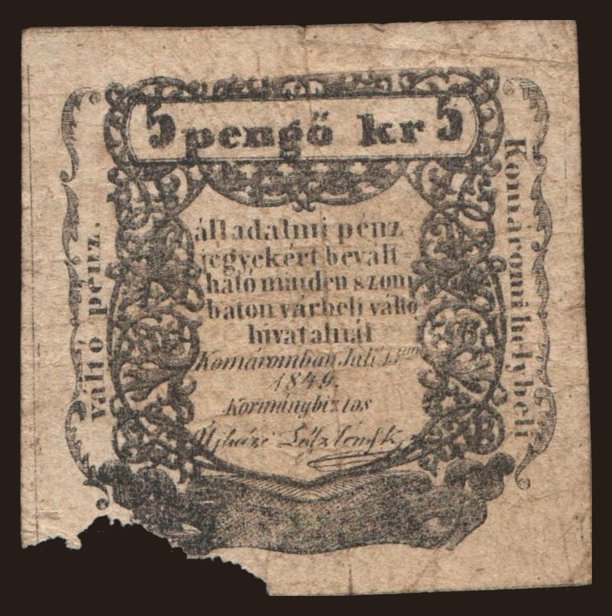 5 pengő kr 5
álladalmi pénz-
jegyekért bevált-
ható minden szom
baton várbeli váltó
hivatalnál
Komáromban Juli
1849.
Kormánybiztos
Ujházi
váltó pénz.
Komáromi helybeli